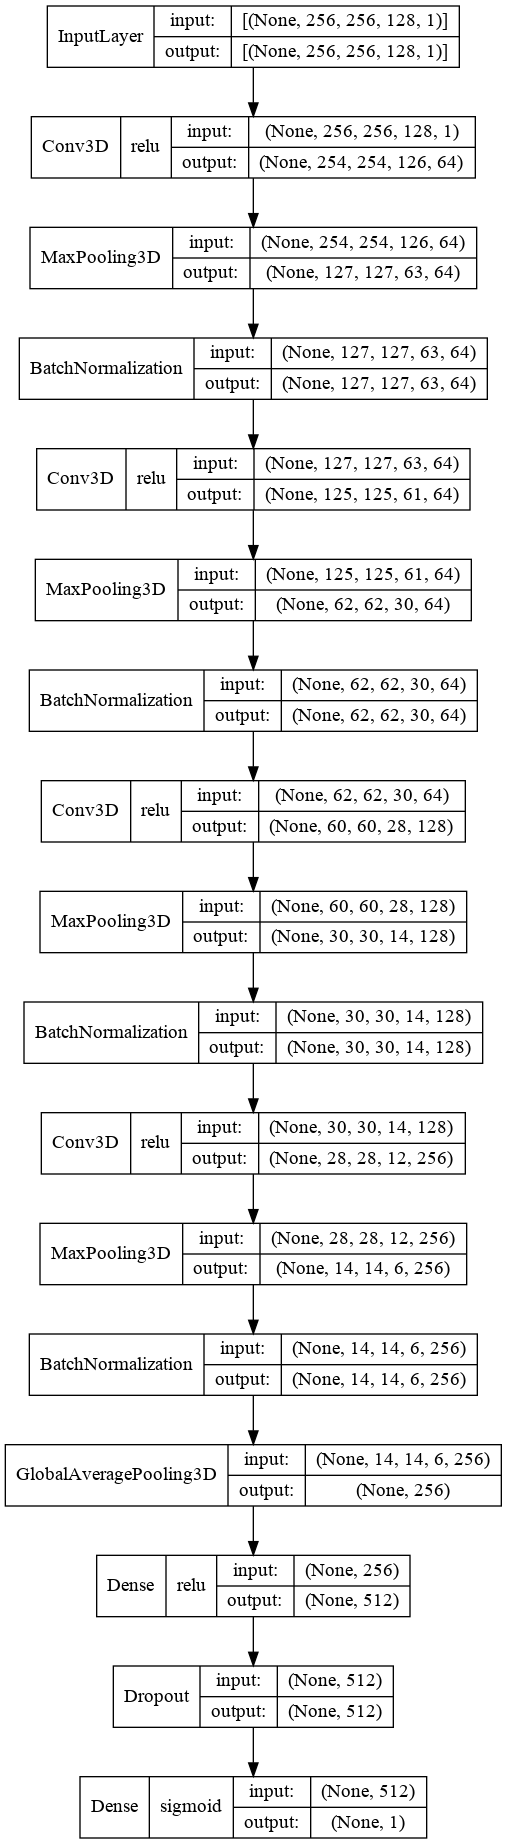 InputLayer input: [(None, 256, 256, 128, 1)]
output: [(None, 256, 256, 128, 1)]
Conv3D relu input: (None, 256, 256, 128, 1)
output: (None, 254, 254, 126, 64)
MaxPooling3D input: (None, 254, 254, 126, 64)
output: (None, 127, 127, 63, 64)
BatchNormalization input: (None, 127, 127, 63, 64)
output: (None, 127, 127, 63, 64)
Conv3D relu input: (None, 127, 127, 63, 64)
output: (None, 125, 125, 61, 64)
MaxPooling3D input: (None, 125, 125, 61, 64)
output: (None, 62, 62, 30, 64)
BatchNormalization input: (None, 62, 62, 30, 64)
output: (None, 62, 62, 30, 64)
Conv3D relu input: (None, 62, 62, 30, 64)
output: (None, 60, 60, 28, 128)
MaxPooling3D input: (None, 60, 60, 28, 128)
output: (None, 30, 30, 14, 128)
BatchNormalization input: (None, 30, 30, 14, 128)
output: (None, 30, 30, 14, 128)
Conv3D relu input: (None, 30, 30, 14, 128)
output: (None, 28, 28, 12, 256)
MaxPooling3D input: (None, 28, 28, 12, 256)
output: (None, 14, 14, 6, 256)
BatchNormalization input: (None, 14, 14, 6, 256)
output: (None, 14, 14, 6, 256)
GlobalAveragePooling3D input: (None, 14, 14, 6, 256)
output: (None, 256)
Dense relu input: (None, 256)
output: (None, 512)
Dropout input: (None, 512)
output: (None, 512)
Dense sigmoid input: (None, 512)
output: (None, 1)